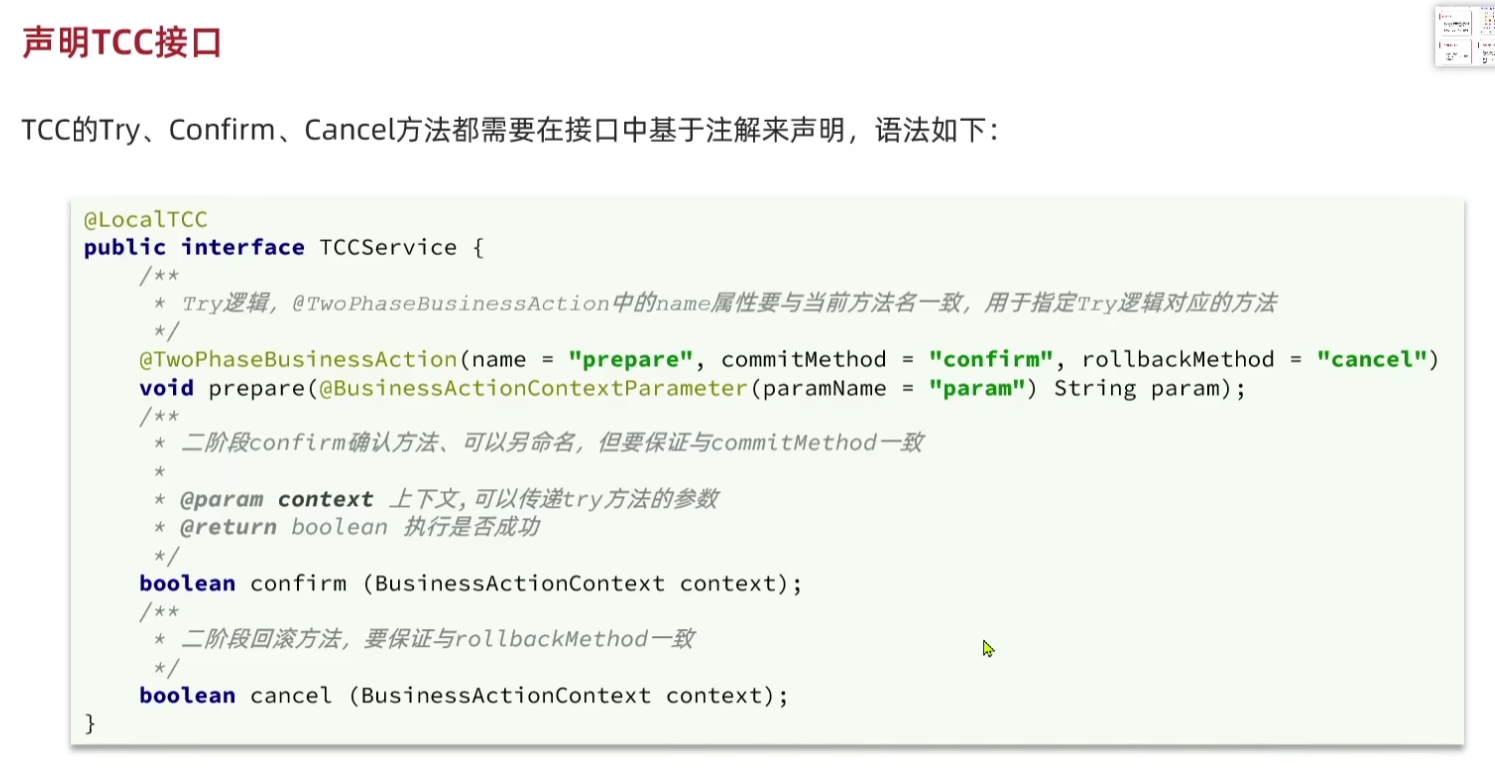 声明TCC接口
TCC的Try、Confirm、Cancel方法都需要在接口中基于注解来声明，语法如下：
@LocalTCC
public interface TCCService {
/**
* Try逻辑，@TwoPhaseBusinessAction中的name属性要与当前方法名一致，用于指定Try逻辑对应的方法
*/
@TwoPhaseBusinessAction(name = "prepare", commitMethod = "confirm", rollbackMethod = "cancel")
void prepare(@BusinessActionContextParameter(paramName = "param") String param);
/**
* 二阶段confirm确认方法、可以另命名，但要保证与commitMethod一致
*
* @param context 上下文,可以传递try方法的参数
* @return boolean 执行是否成功
*/
boolean confirm (BusinessActionContext context);
/**
* 二阶段回滚方法，要保证与rollbackMethod一致
*/
boolean cancel (BusinessActionContext context);
}